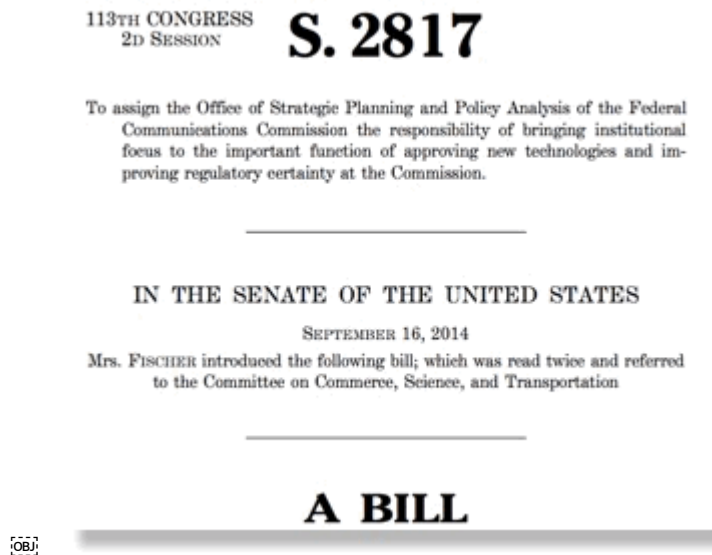 113TH CONGRESS
2D SESSION
S. 2817
To assign the Office of Strategic Planning and Policy Analysis of the Federal
Communications Commission the responsibility of bringing institutional
focus to the important function of approving new technologies and im-
proving regulatory certainty at the Commission.
IN THE SENATE OF THE UNITED STATES
SEPTEMBER 16, 2014
Mrs. FISCHER introduced the following bill; which was read twice and referred
to the Committee on Commerce, Science, and Transportation
A BILL
OBJ